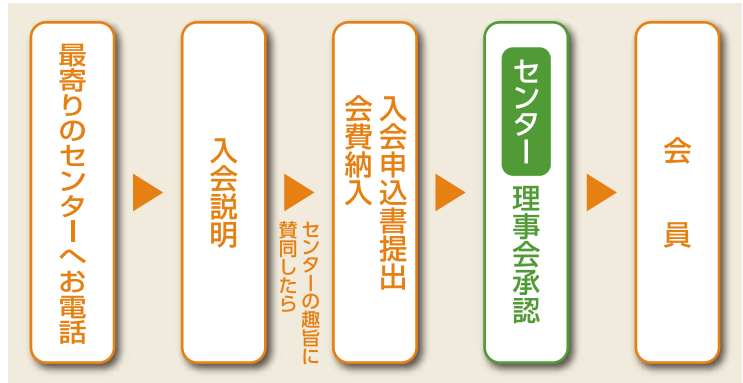 最寄りのセンターへお電話
入会説明
センターの趣旨に
賛同したら
入会申込書提出
会費納入
センター
理事会承認
会員